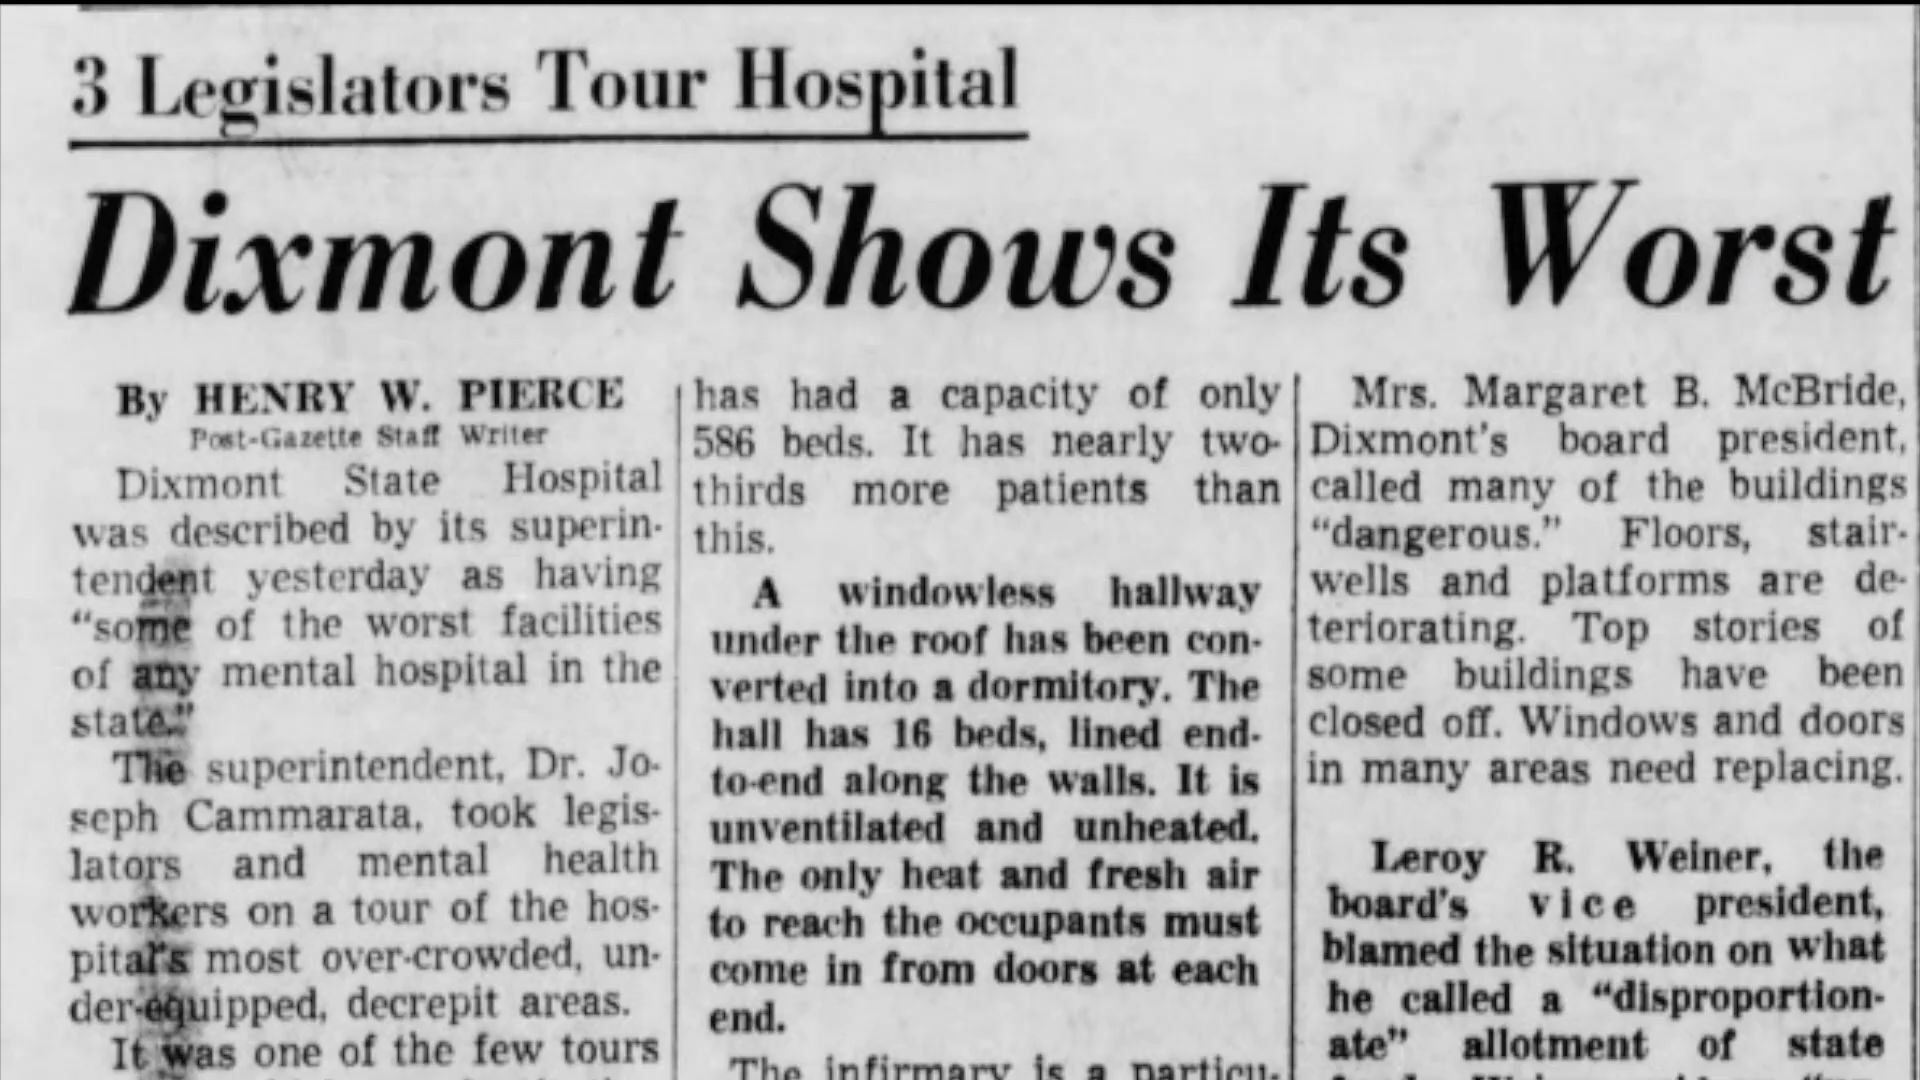 3 Legislators Tour Hospital
Dixmont Shows Its Worst
By HENRY W. PIERCE
Post-Gazette Staff Writer
Dixmont State Hospital
was described by its superin-
tendent yesterday as having
“some of the worst facilities
of any mental hospital in the
state.”
The superintendent, Dr. Jo-
seph Cammarata, took legis-
lators and mental health
workers on a tour of the hos-
pital's most over-crowded, un-
der-equipped, decrepit areas.
It was one of the few tours
has had a capacity of only
586 beds. It has nearly two-
thirds more patients than
this.
A windowless hallway
under the roof has been con-
verted into a dormitory. The
hall has 16 beds, lined end-
to-end along the walls. It is
unventilated and unheated.
The only heat and fresh air
to reach the occupants must
come in from doors at each
end.
The infirmary is a particu-
Mrs. Margaret B. McBride,
Dixmont's board president,
called many of the buildings
“dangerous.” Floors, stair-
wells and platforms are de-
teriorating. Top stories of
some buildings have been
closed off. Windows and doors
in many areas need replacing.
Leroy R. Weiner, the
board's vice president,
blamed the situation on what
he called a “disproportion-
ate” allotment of state